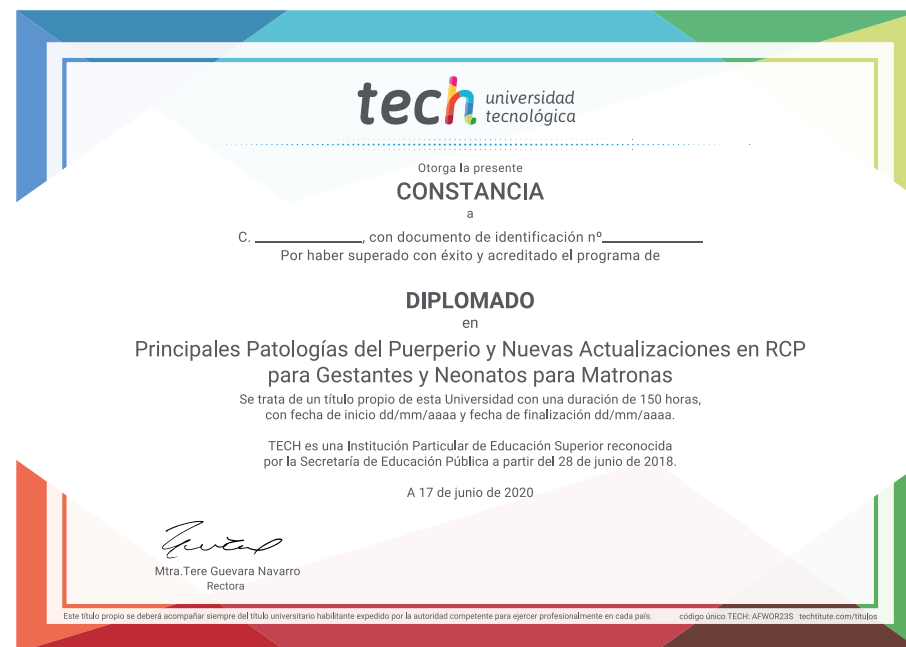 tech universidad
tecnológica
Otorga la presente
CONSTANCIA
a
C. ____________, con documento de identificación nº____________
Por haber superado con éxito y acreditado el programa de
DIPLOMADO
en
Principales Patologías del Puerperio y Nuevas Actualizaciones en RCP
para Gestantes y Neonatos para Matronas
Se trata de un título propio de esta Universidad con una duración de 150 horas,
con fecha de inicio dd/mm/aaaa y fecha de finalización dd/mm/aaaa.
TECH es una Institución Particular de Educación Superior reconocida
por la Secretaría de Educación Pública a partir del 28 de junio de 2018.
A 17 de junio de 2020
Mtra.Tere Guevara Navarro
Rectora
Este título propio se deberá acompañar siempre del título universitario habilitante expedido por la autoridad competente para ejercer profesionalmente en cada país. código único TECH: AFWOR23S techtitute.com/titulos